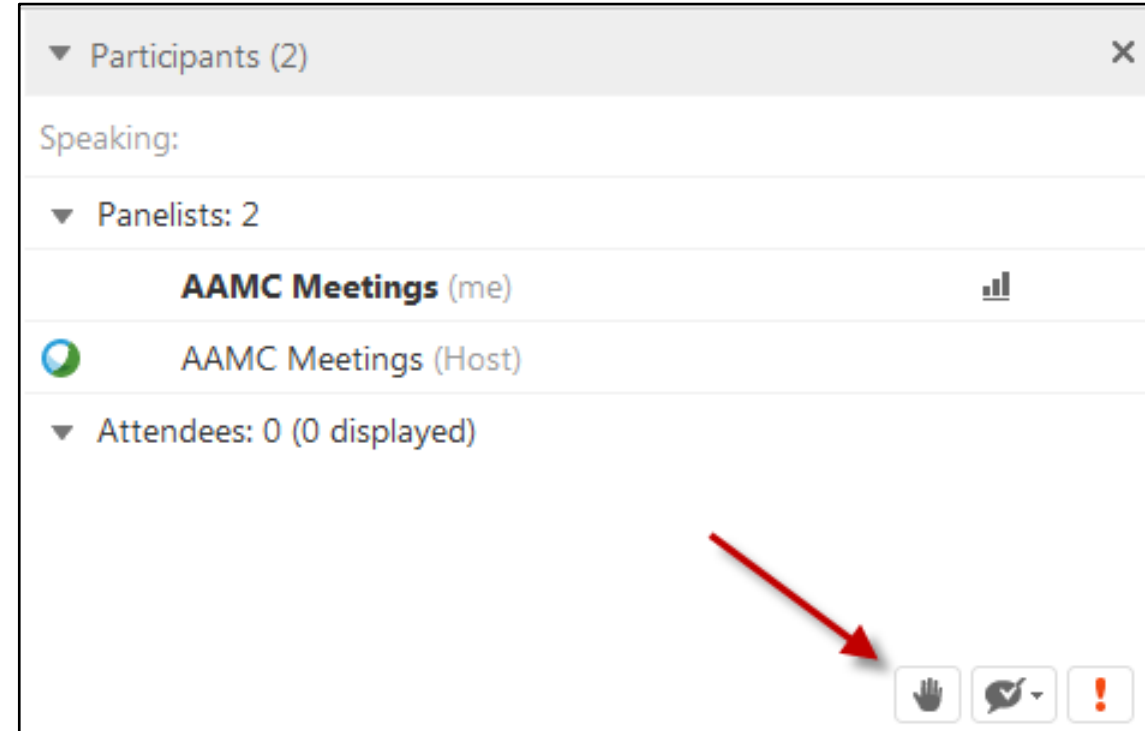 Participants (2)
Speaking:
Panelists: 2
AAMC Meetings (me)
AAMC Meetings (Host)
Attendees: 0 (0 displayed)